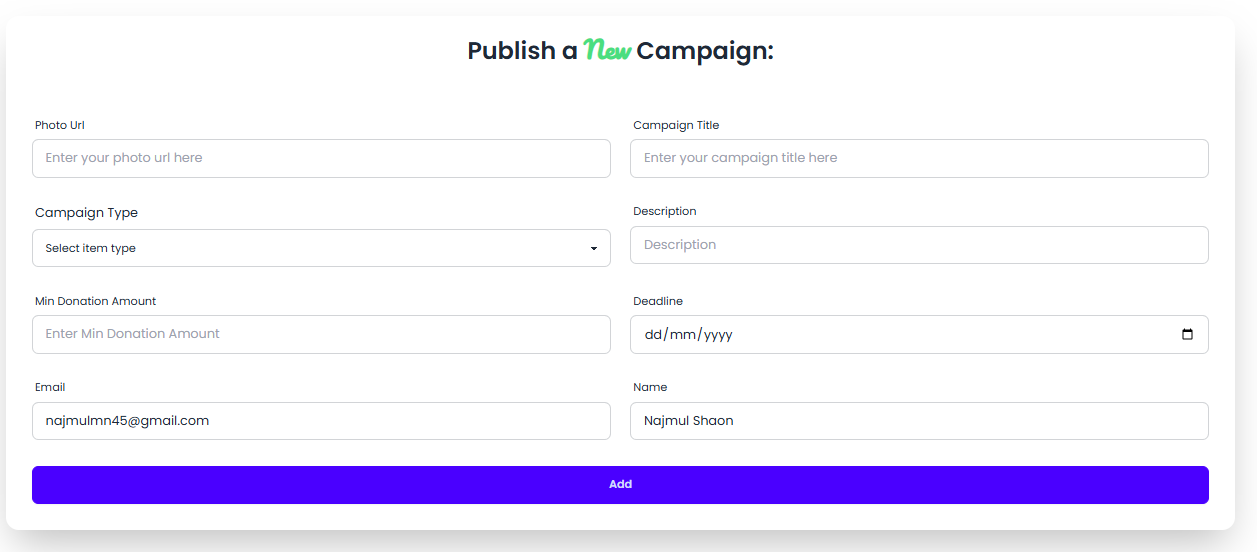 Publish a New Campaign:
Photo Url
Campaign Title
Enter your photo url here
Enter your campaign title here
Campaign Type
Description
Select item type
Description
Min Donation Amount
Deadline
Enter Min Donation Amount
dd/mm/yyyy
Email
Name
najmulmn45@gmail.com
Najmul Shaon
Add